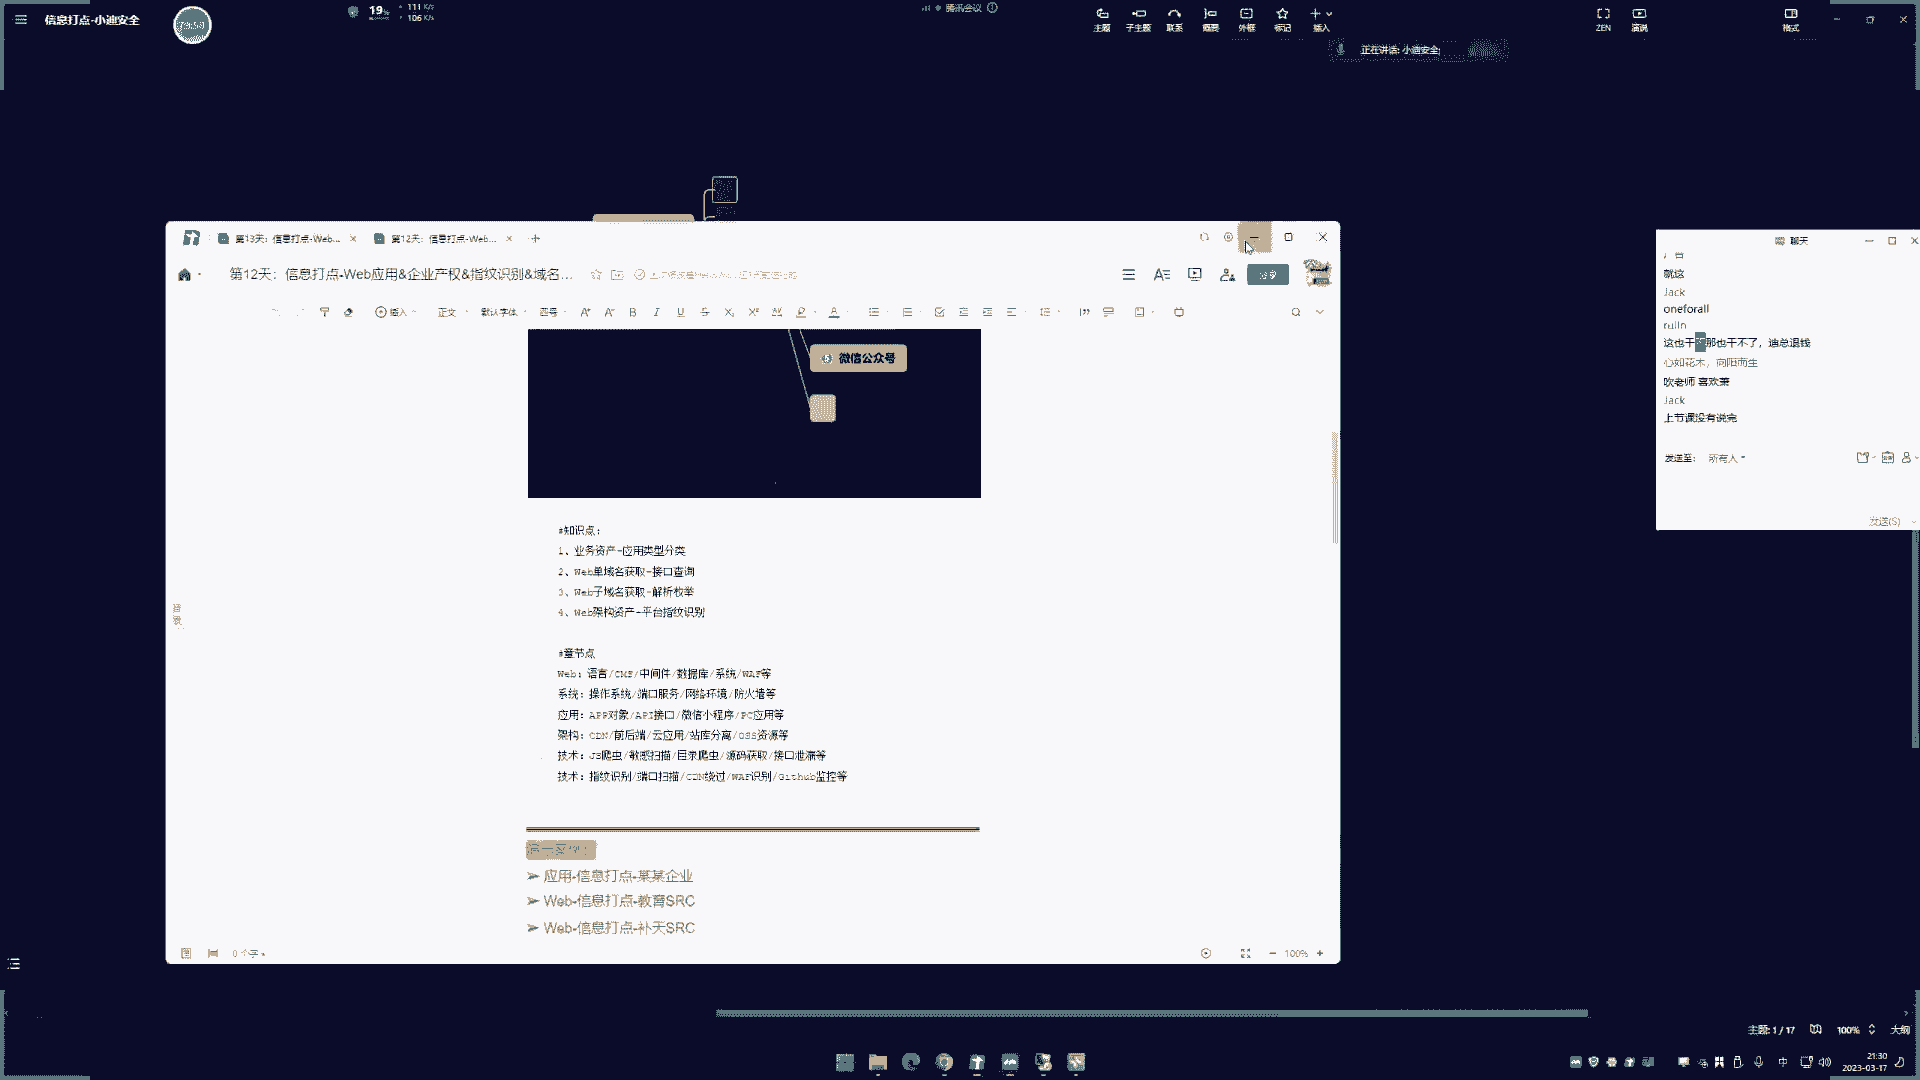 信息打点-小迪安全
19%
111 K/s
106 K/s
腾讯会议
主题
子主题
联系
概要
外框
标记
插入
ZEN
演说
格式
正在讲话: 小迪安全;
第13天：信息打点-Web...
第12天：信息打点-Web...
第12天：信息打点-Web应用&企业产权&指纹识别&域名...
分享
插入
正文
默认字体
四号
微信公众号
#知识点：
1、业务资产-应用类型分类
2、Web单域名获取-接口查询
3、Web子域名获取-解析枚举
4、Web架构资产-平台指纹识别
#章节点
Web：语言/CMS/中间件/数据库/系统/WAF等
系统：操作系统/端口服务/网络环境/防火墙等
应用：APP对象/API接口/微信小程序/PC应用等
架构：CDN/前后端/云应用/站库分离/OSS资源等
技术：JS爬虫/敏感扫描/目录爬虫/源码获取/接口泄漏等
技术：指纹识别/端口扫描/CDN绕过/WAF识别/Github监控等
➢ 应用-信息打点-某某企业
➢ Web-信息打点-教育SRC
➢ Web-信息打点-补天SRC
0 个字
100%
聊天
就这
Jack
oneforall
ruiin
这也干不那也干不了，迪总退钱
心如花木，向阳而生
吹老师 喜欢萧
Jack
上节课没有说完
发送至：
所有人
发送(S)
主题: 1 / 17
100%
大纲
中
21:30
2023-03-17